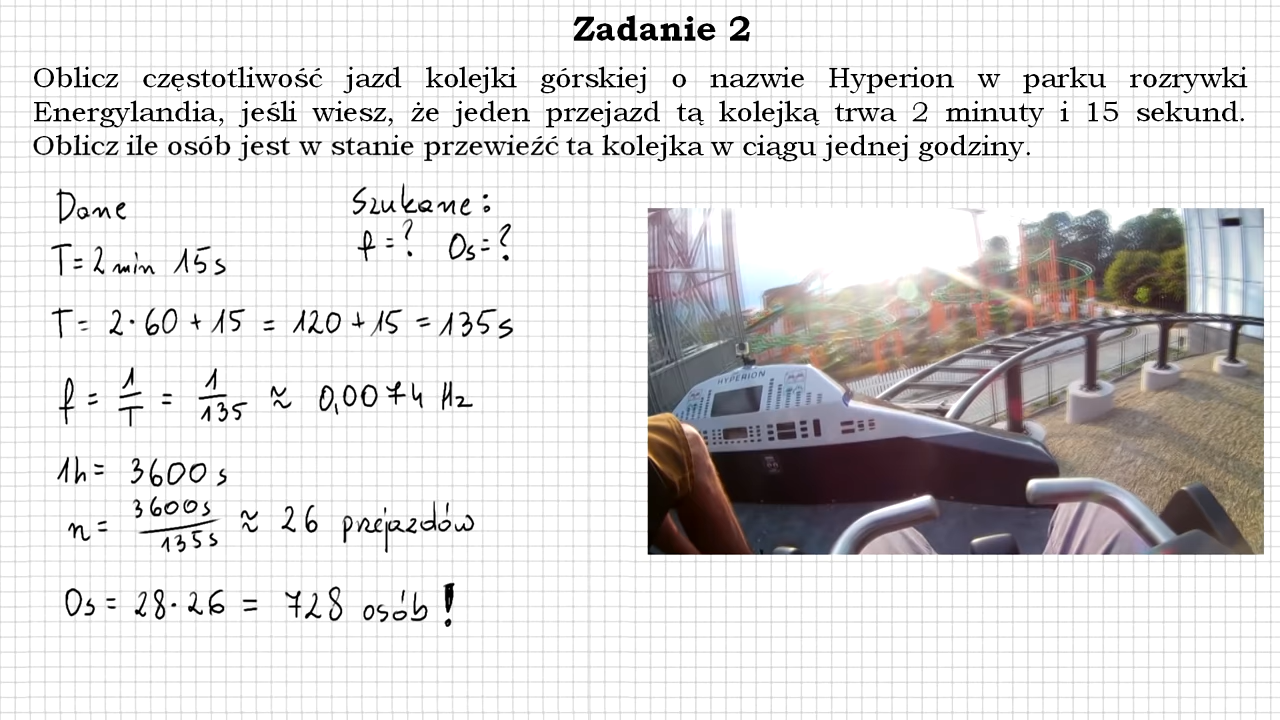 Zadanie 2
Oblicz częstotliwość jazd kolejki górskiej o nazwie Hyperion w parku rozrywki
Energylandia, jeśli wiesz, że jeden przejazd tą kolejką trwa 2 minuty i 15 sekund.
Oblicz ile osób jest w stanie przewieźć ta kolejka w ciągu jednej godziny.
Dane Szukane:
T=2min 15s f=? Os=?
T= 2·60+15 = 120+15 = 135s
f = 1/T = 1/135 ≈ 0,0074 Hz
1h= 3600s
n= 3600s/135s ≈ 26 przejazdów
Os = 28·26 = 728 osób!
HYPERION